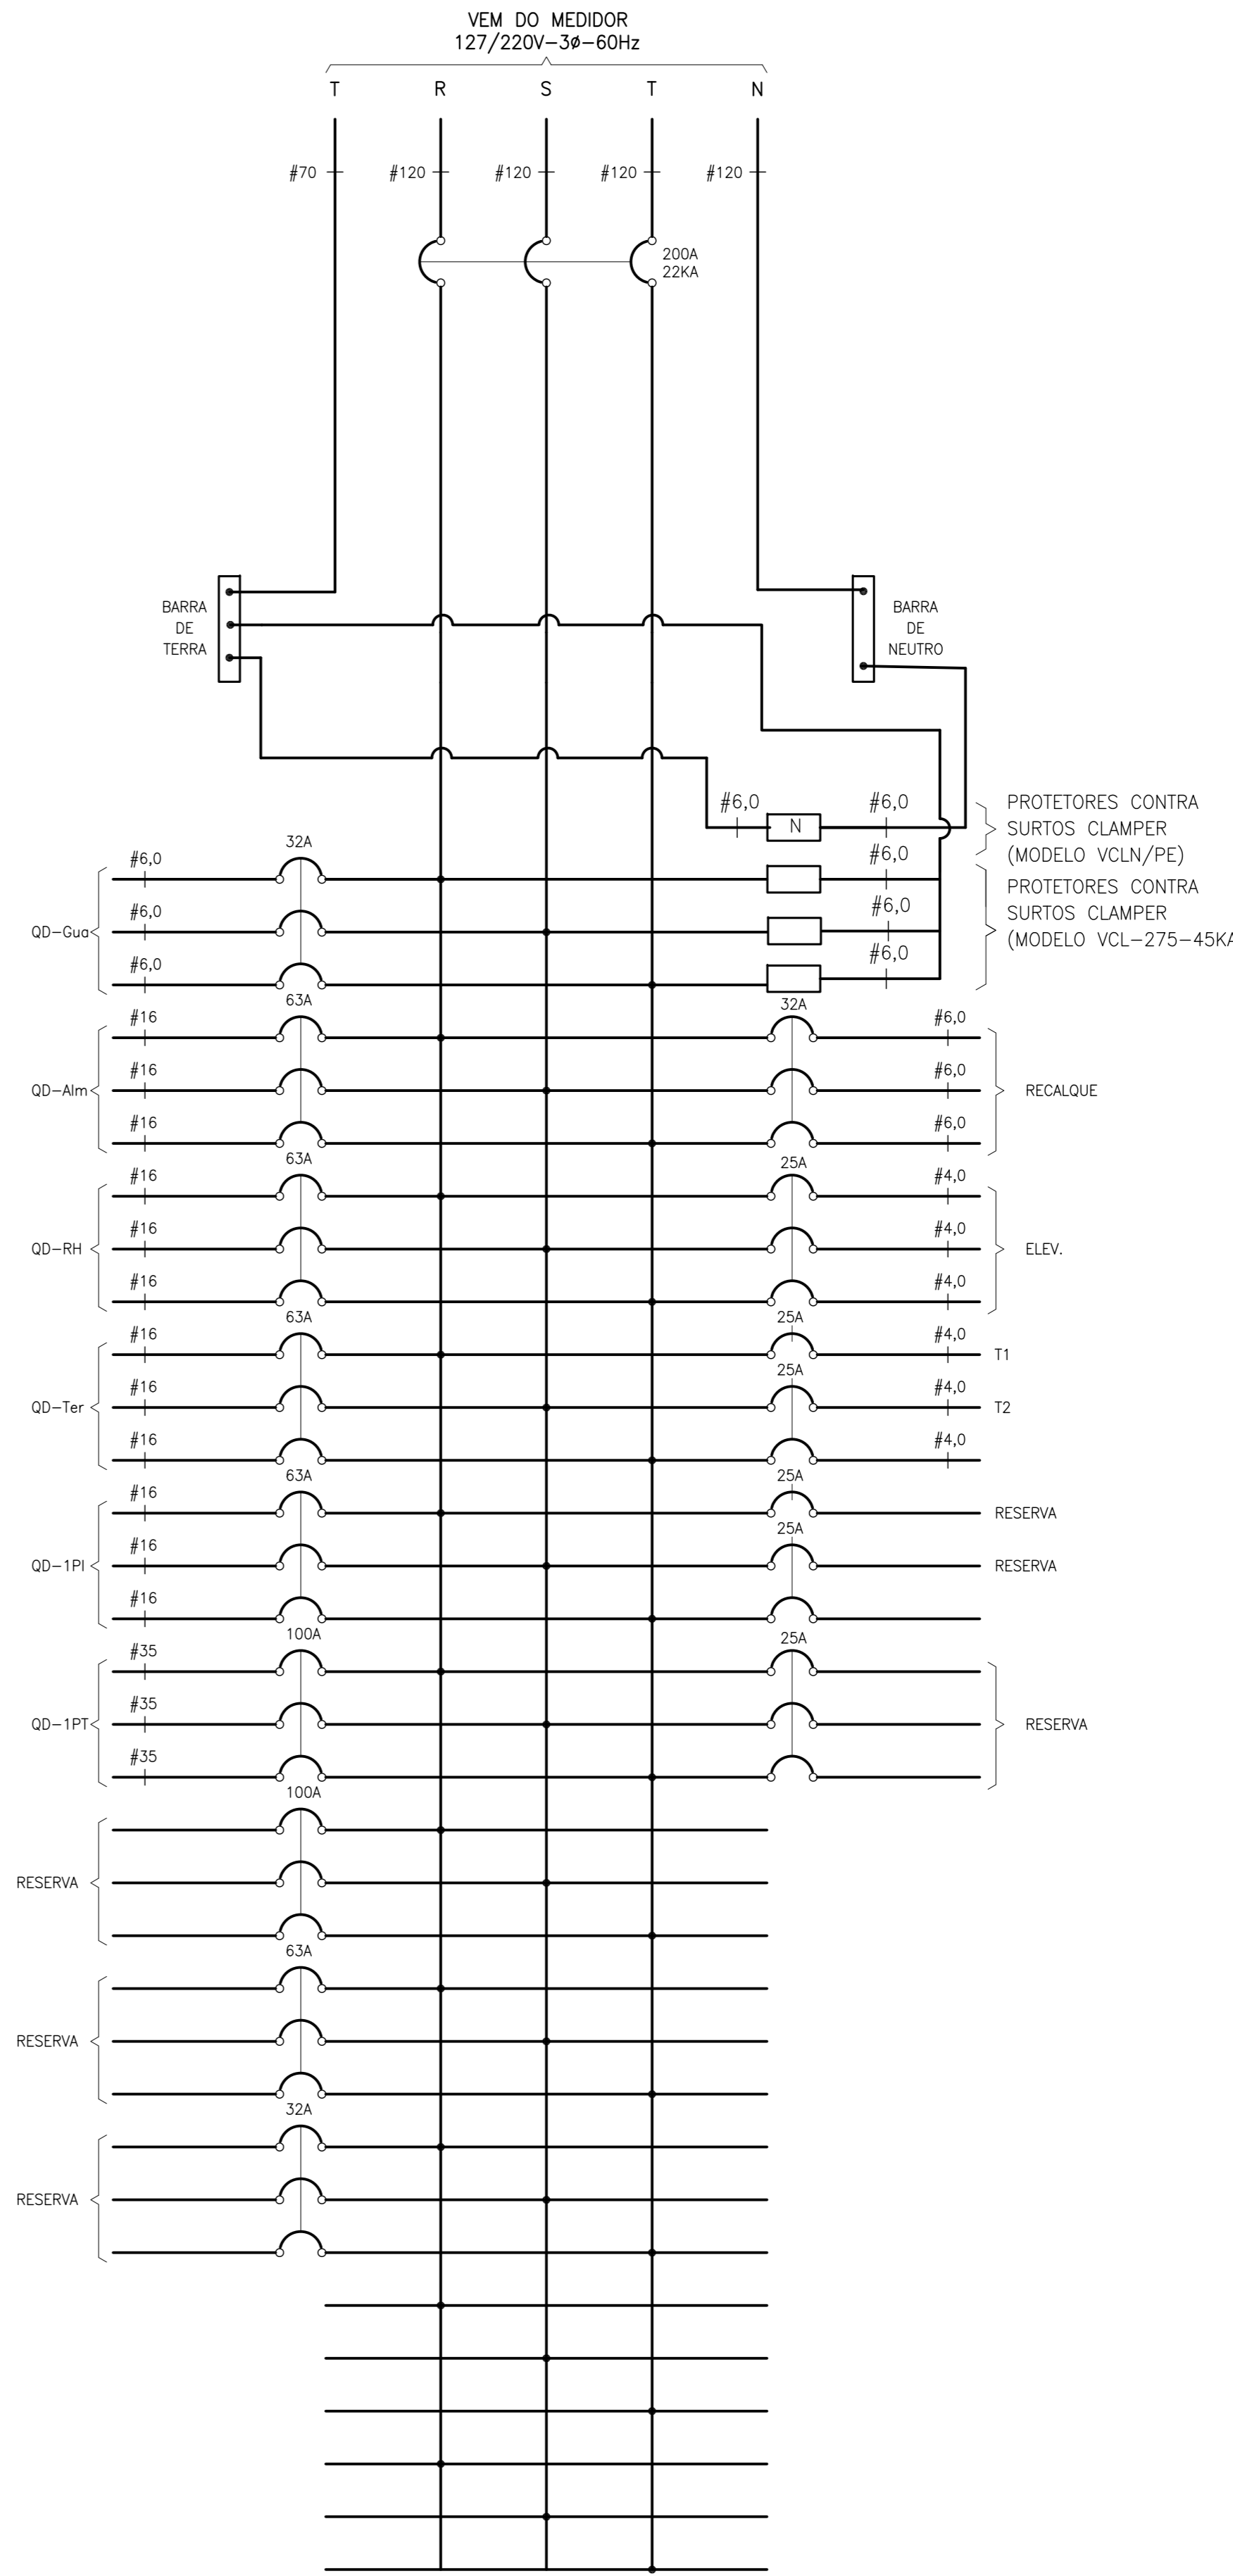 VEM DO MEDIDOR
127/220V-3ø-60Hz
T R S T N
#70 #120 #120 #120 #120
200A
22KA
BARRA
DE
TERRA
BARRA
DE
NEUTRO
#6,0 N #6,0
PROTETORES CONTRA
SURTOS CLAMPER
(MODELO VCLN/PE)
#6,0
#6,0
#6,0
PROTETORES CONTRA
SURTOS CLAMPER
(MODELO VCL-275-45KA
32A
#6,0
#6,0
#6,0
QD-Gua
63A
#16
#16
#16
QD-Alm
32A
#6,0
#6,0
#6,0
RECALQUE
63A
#16
#16
#16
QD-RH
25A
#4,0
#4,0
#4,0
ELEV.
63A
#16
#16
#16
QD-Ter
25A
#4,0 T1
25A
#4,0 T2
#4,0
63A
#16
#16
#16
QD-1PI
25A
RESERVA
25A
RESERVA
100A
#35
#35
#35
QD-1PT
25A
RESERVA
100A
RESERVA
63A
RESERVA
32A
RESERVA